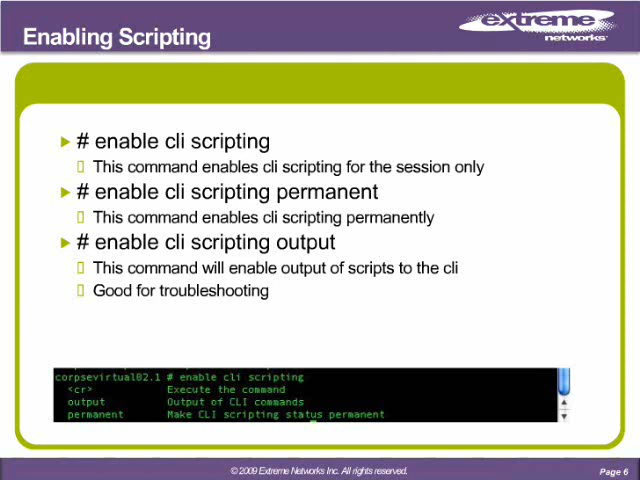 Enabling Scripting
extreme
networks
# enable cli scripting
This command enables cli scripting for the session only
# enable cli scripting permanent
This command enables cli scripting permanently
# enable cli scripting output
This command will enable output of scripts to the cli
Good for troubleshooting
corpsevirtual02.1 # enable cli scripting
<cr> Execute the command
output Output of CLI commands
permanent Make CLI scripting status permanent
© 2009 Extreme Networks Inc. All rights reserved.
Page 6